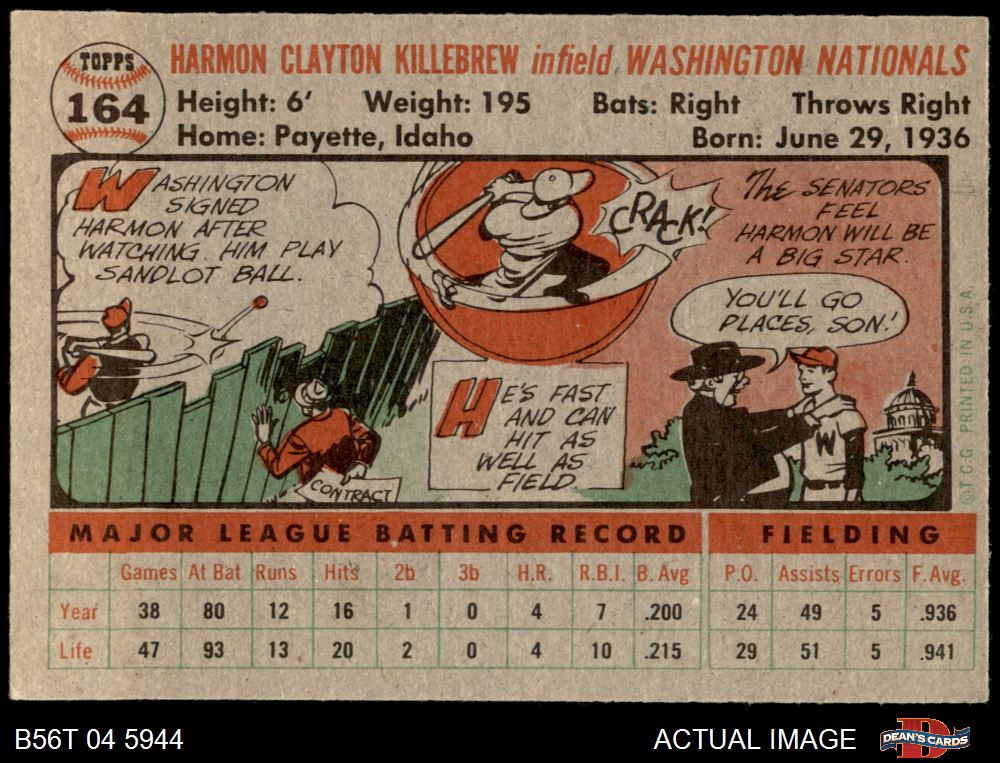 TOPPS
164
HARMON CLAYTON KILLEBREW infield WASHINGTON NATIONALS
Height: 6' Weight: 195 Bats: Right Throws Right
Home: Payette, Idaho Born: June 29, 1936
WASHINGTON
SIGNED
HARMON AFTER
WATCHING HIM PLAY
SANDLOT BALL.
CONTRACT
CRACK!
HE'S FAST
AND CAN
HIT AS
WELL AS
FIELD.
THE SENATORS
FEEL
HARMON WILL BE
A BIG STAR.
YOU'LL GO
PLACES, SON!
W
© T.C.G. PRINTED IN U.S.A.
MAJOR LEAGUE BATTING RECORD FIELDING
Games At Bat Runs Hits 2b 3b H.R. R.B.I. B. Avg P.O. Assists Errors F. Avg.
Year 38 80 12 16 1 0 4 7 .200 24 49 5 .936
Life 47 93 13 20 2 0 4 10 .215 29 51 5 .941
B56T 04 5944 ACTUAL IMAGE
D
DEAN'S CARDS